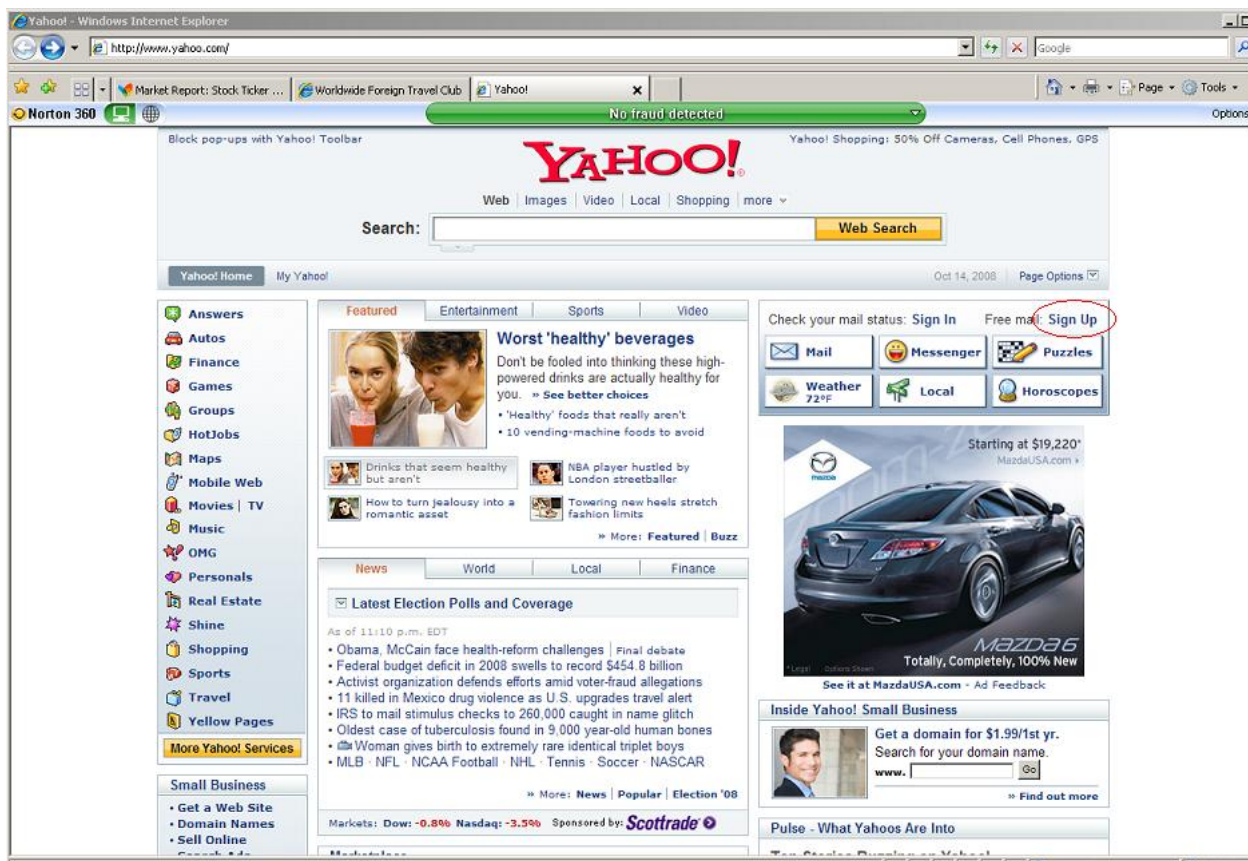 Yahoo! - Windows Internet Explorer
http://www.yahoo.com/
Google
Market Report: Stock Ticker ...
Worldwide Foreign Travel Club
Yahoo!
Page
Tools
Norton 360
No fraud detected
Options
Block pop-ups with Yahoo! Toolbar
YAHOO!
Yahoo! Shopping: 50% Off Cameras, Cell Phones, GPS
Web | Images | Video | Local | Shopping | more
Search:
Web Search
Yahoo! Home
My Yahoo!
Oct 14, 2008
Page Options
Answers
Autos
Finance
Games
Groups
HotJobs
Maps
Mobile Web
Movies | TV
Music
OMG
Personals
Real Estate
Shine
Shopping
Sports
Travel
Yellow Pages
More Yahoo! Services
Small Business
• Get a Web Site
• Domain Names
• Sell Online
Featured
Entertainment
Sports
Video
Worst 'healthy' beverages
Don't be fooled into thinking these high-
powered drinks are actually healthy for
you. » See better choices
• 'Healthy' foods that really aren't
• 10 vending-machine foods to avoid
Drinks that seem healthy
but aren't
NBA player hustled by
London streetballer
How to turn jealousy into a
romantic asset
Towering new heels stretch
fashion limits
» More: Featured | Buzz
News
World
Local
Finance
Latest Election Polls and Coverage
As of 11:10 p.m. EDT
• Obama, McCain face health-reform challenges | Final debate
• Federal budget deficit in 2008 swells to record $454.8 billion
• Activist organization defends efforts amid voter-fraud allegations
• 11 killed in Mexico drug violence as U.S. upgrades travel alert
• IRS to mail stimulus checks to 260,000 caught in name glitch
• Oldest case of tuberculosis found in 9,000 year-old human bones
• Woman gives birth to extremely rare identical triplet boys
• MLB · NFL · NCAA Football · NHL · Tennis · Soccer · NASCAR
» More: News | Popular | Election '08
Markets: Dow: -0.8% Nasdaq: -3.5% Sponsored by: Scottrade
Check your mail status: Sign In
Free mail: Sign Up
Mail
Messenger
Puzzles
Weather
72°F
Local
Horoscopes
Starting at $19,220*
MazdaUSA.com
mazda
mazda6
Totally, Completely, 100% New
*Legal Options Shown
See it at MazdaUSA.com - Ad Feedback
Inside Yahoo! Small Business
Get a domain for $1.99/1st yr.
Search for your domain name.
www.
Go
» Find out more
Pulse - What Yahoos Are Into